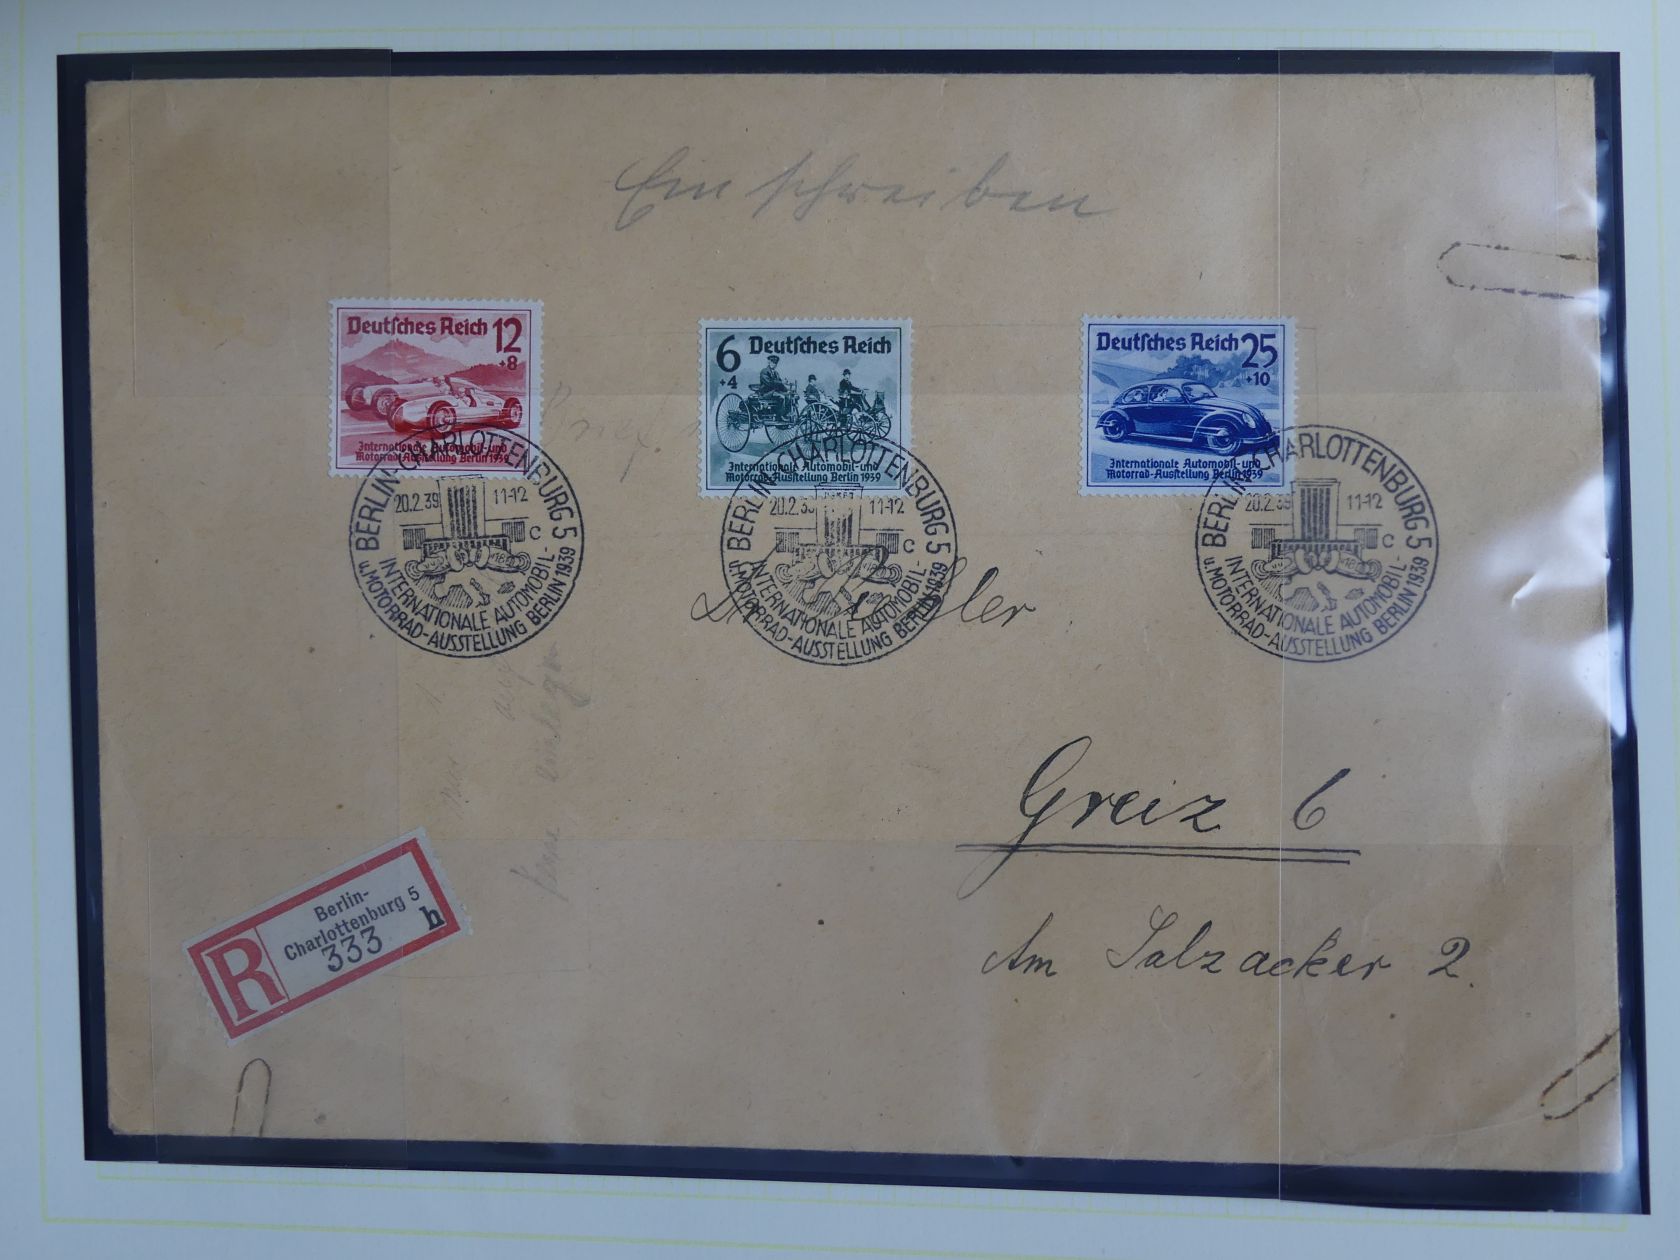 Einschreiben
Deutsches Reich 12
+8
Internationale Automobil-und
Motorrad-Ausstellung Berlin 1939
6 Deutsches Reich
+4
Internationale Automobil-und
Motorrad-Ausstellung Berlin 1939
Deutsches Reich 25
+10
Internationale Automobil-und
Motorrad-Ausstellung Berlin 1939
BERLIN-CHARLOTTENBURG 5
20.2.39 11-12
C
INTERNATIONALE AUTOMOBIL-
u. MOTORRAD-AUSSTELLUNG BERLIN 1939
BERLIN-CHARLOTTENBURG 5
20.2.39 11-12
C
INTERNATIONALE AUTOMOBIL-
u. MOTORRAD-AUSSTELLUNG BERLIN 1939
BERLIN-CHARLOTTENBURG 5
20.2.39 11-12
C
INTERNATIONALE AUTOMOBIL-
u. MOTORRAD-AUSSTELLUNG BERLIN 1939
Greiz 6
Am Salzacker 2.
R
Berlin-
Charlottenburg 5
333 h